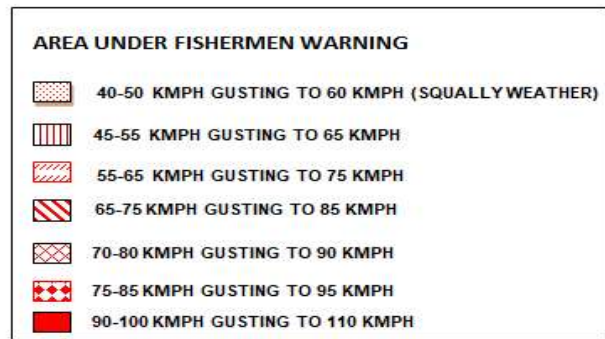 AREA UNDER FISHERMEN WARNING
40-50 KMPH GUSTING TO 60 KMPH (SQUALLY WEATHER)
45-55 KMPH GUSTING TO 65 KMPH
55-65 KMPH GUSTING TO 75 KMPH
65-75 KMPH GUSTING TO 85 KMPH
70-80 KMPH GUSTING TO 90 KMPH
75-85 KMPH GUSTING TO 95 KMPH
90-100 KMPH GUSTING TO 110 KMPH